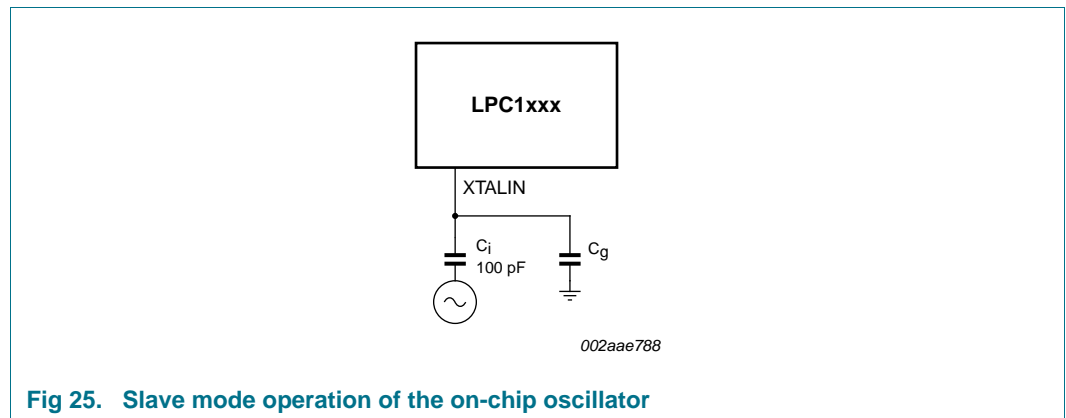 LPC1xxx
XTALIN
Ci
100 pF
Cg
002aae788
Fig 25. Slave mode operation of the on-chip oscillator